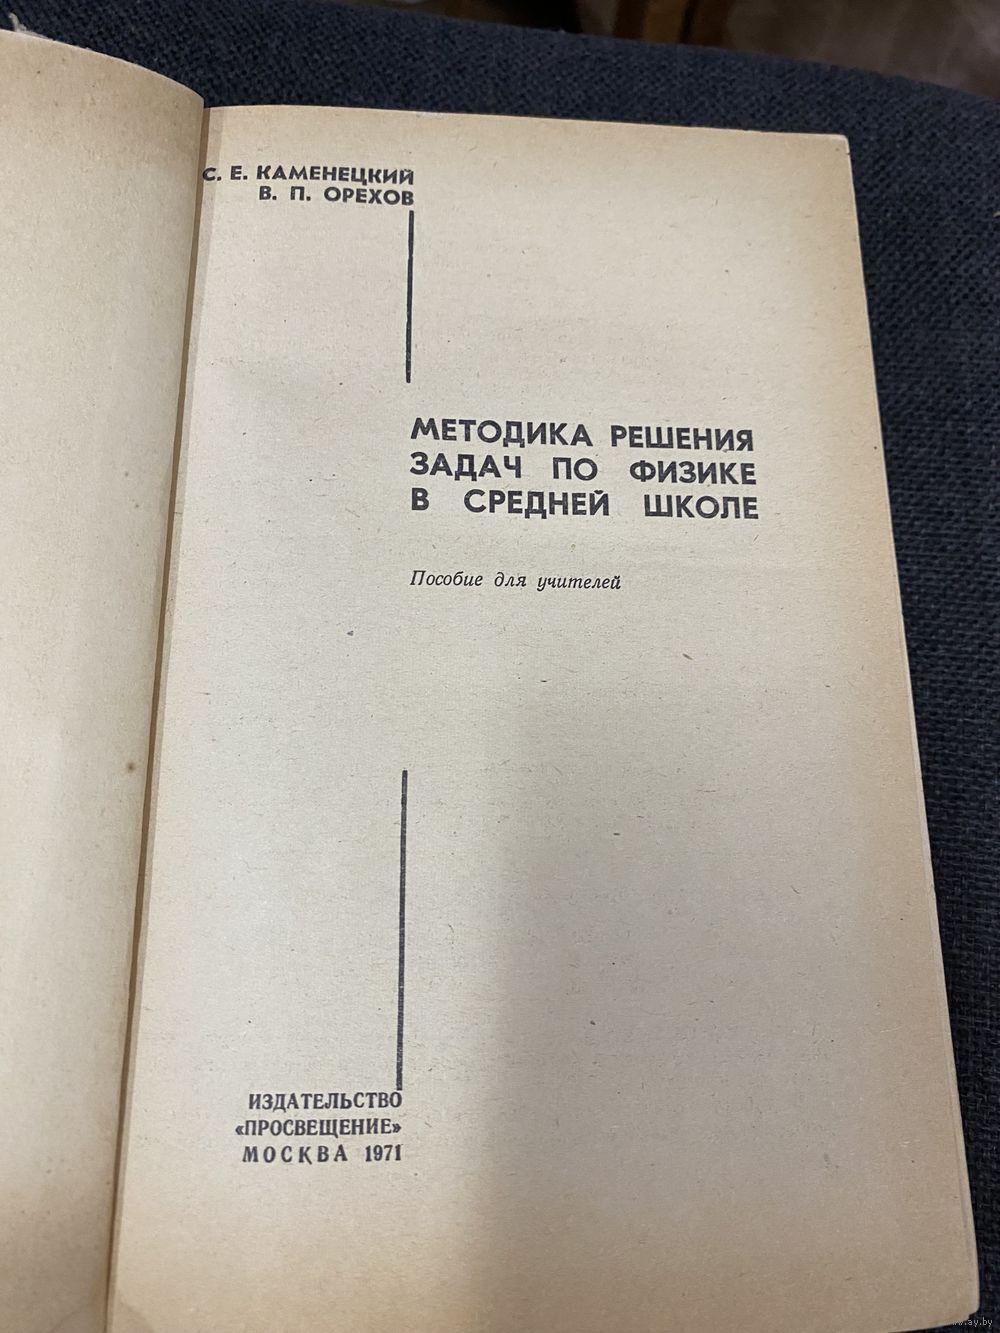 С. Е. КАМЕНЕЦКИЙ
В. П. ОРЕХОВ
МЕТОДИКА РЕШЕНИЯ
ЗАДАЧ ПО ФИЗИКЕ
В СРЕДНЕЙ ШКОЛЕ
Пособие для учителей
ИЗДАТЕЛЬСТВО
«ПРОСВЕЩЕНИЕ»
МОСКВА 1971